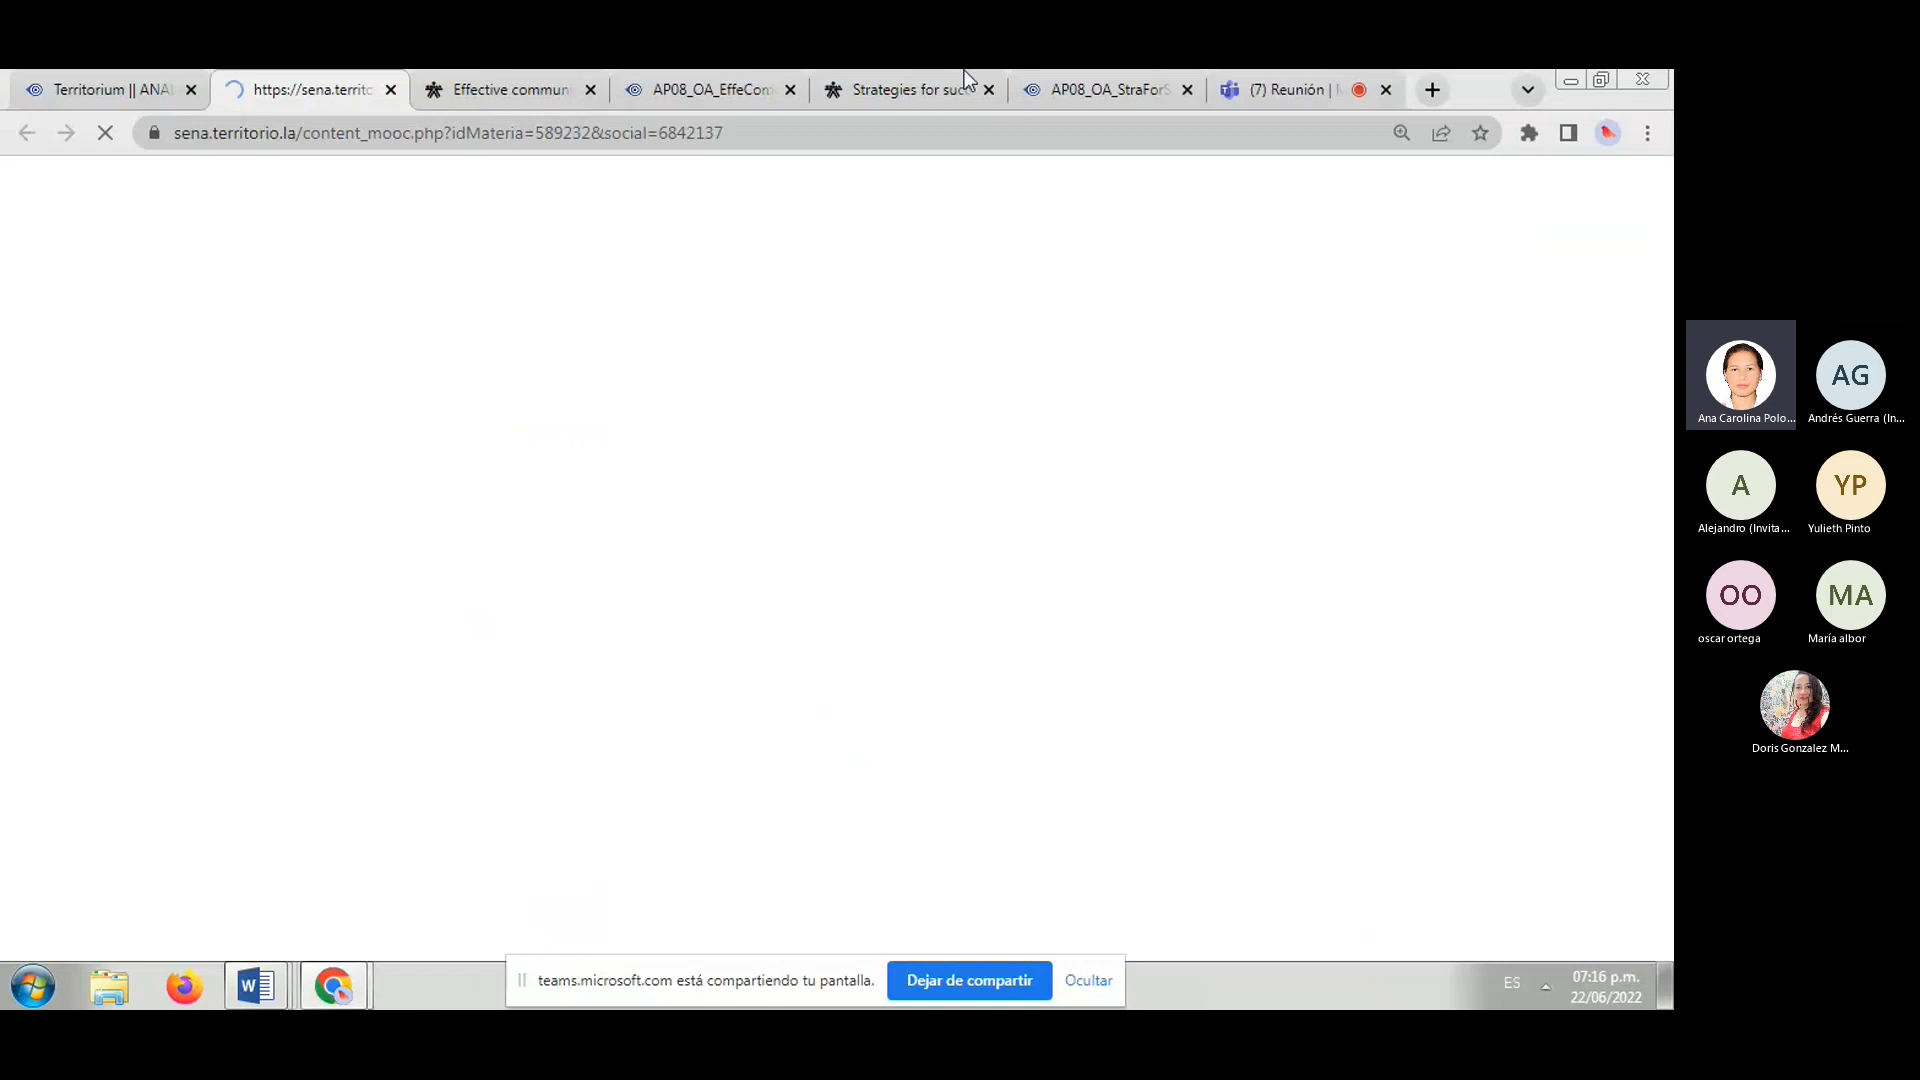 Territorium || ANA
https://sena.territo
Effective commun
AP08_OA_EffeCom
Strategies for succ
AP08_OA_StraForS
(7) Reunión |
sena.territorio.la/content_mooc.php?idMateria=589232&social=6842137
Ana Carolina Polo...
AG
Andrés Guerra (In...
A
Alejandro (Invita...
YP
Yulieth Pinto
OO
oscar ortega
MA
María albor
Doris Gonzalez M...
W
teams.microsoft.com está compartiendo tu pantalla.
Dejar de compartir
Ocultar
ES
07:16 p.m.
22/06/2022